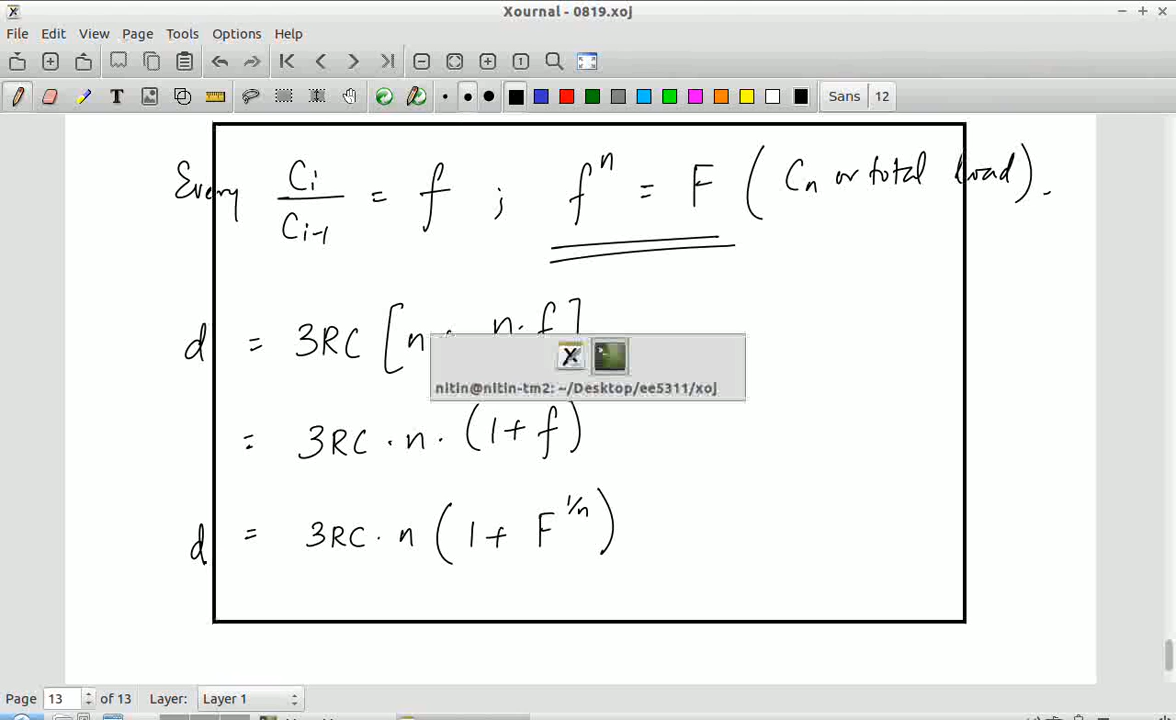 Xournal - 0819.xoj
File Edit View Page Tools Options Help
Sans 12
Every Ci/Ci-1 = f ; f^n = F (Cn or total load).
d = 3RC [n n·f]
nitin@nitin-tm2: ~/Desktop/ee5311/xoj
= 3RC · n · (1 + f)
d = 3RC · n (1 + F^1/n)
Page 13 of 13 Layer: Layer 1